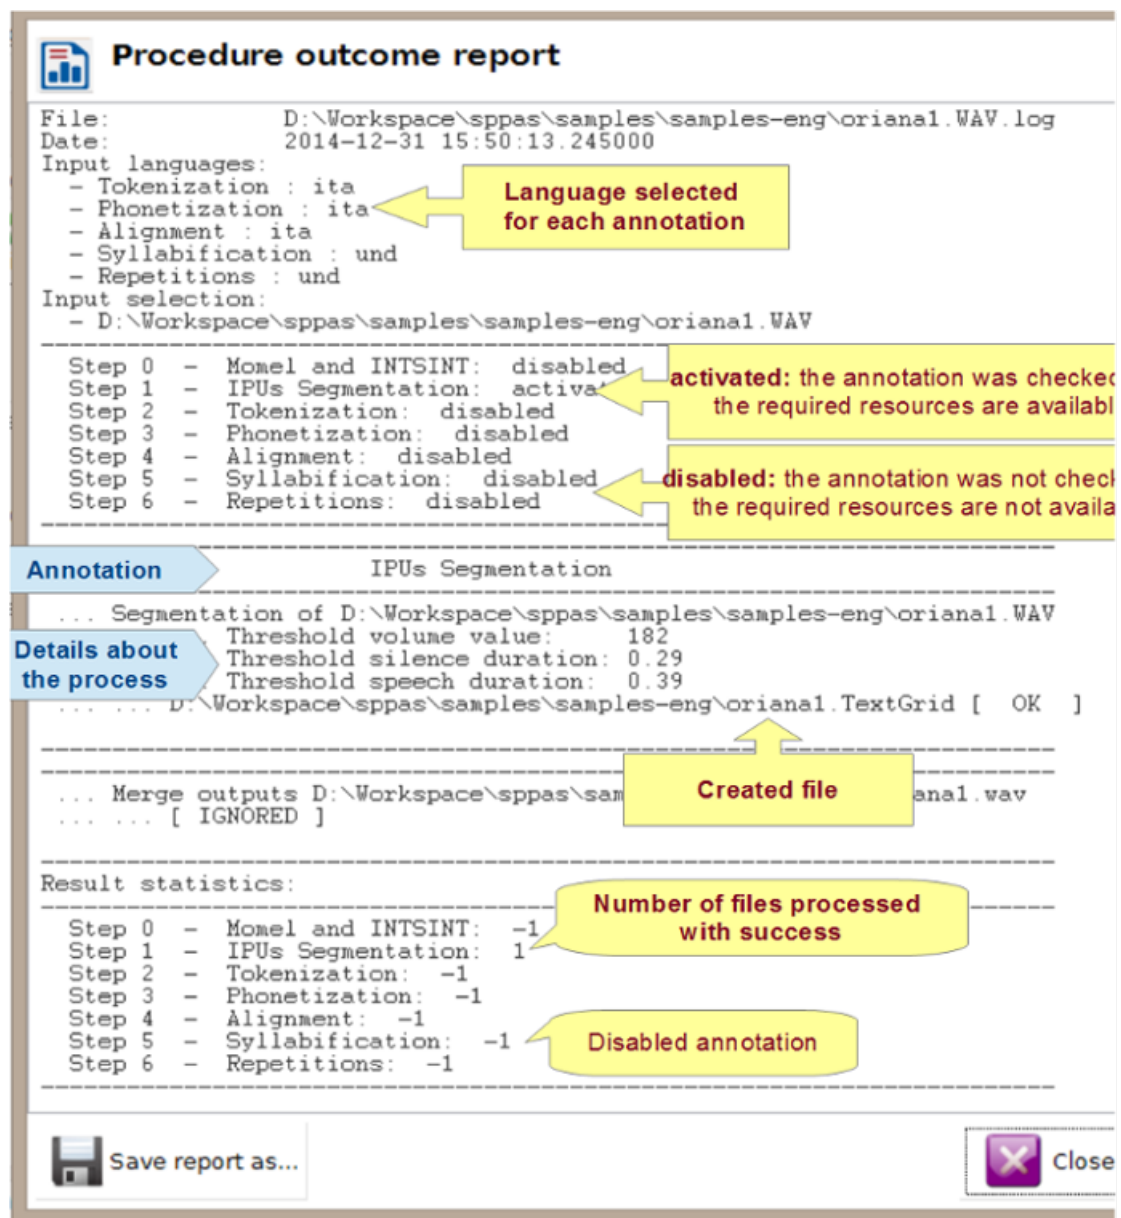 Procedure outcome report
File: D:\Workspace\sppas\samples\samples-eng\oriana1.WAV.log
Date: 2014-12-31 15:50:13.245000
Input languages:
- Tokenization : ita
- Phonetization : ita
- Alignment : ita
- Syllabification : und
- Repetitions : und
Language selected
for each annotation
Input selection:
- D:\Workspace\sppas\samples\samples-eng\oriana1.WAV
Step 0 - Momel and INTSINT: disabled
Step 1 - IPUs Segmentation: activat
Step 2 - Tokenization: disabled
Step 3 - Phonetization: disabled
Step 4 - Alignment: disabled
Step 5 - Syllabification: disabled
Step 6 - Repetitions: disabled
activated: the annotation was checked
the required resources are availabl
disabled: the annotation was not check
the required resources are not availa
Annotation
IPUs Segmentation
... Segmentation of D:\Workspace\sppas\samples\samples-eng\oriana1.WAV
Details about
the process
Threshold volume value: 182
Threshold silence duration: 0.29
Threshold speech duration: 0.39
... ... D:\Workspace\sppas\samples\samples-eng\oriana1.TextGrid [ OK ]
Created file
... Merge outputs D:\Workspace\sppas\sam ana1.wav
... ... [ IGNORED ]
Result statistics:
Number of files processed
with success
Step 0 - Momel and INTSINT: -1
Step 1 - IPUs Segmentation: 1
Step 2 - Tokenization: -1
Step 3 - Phonetization: -1
Step 4 - Alignment: -1
Step 5 - Syllabification: -1
Step 6 - Repetitions: -1
Disabled annotation
Save report as...
Close